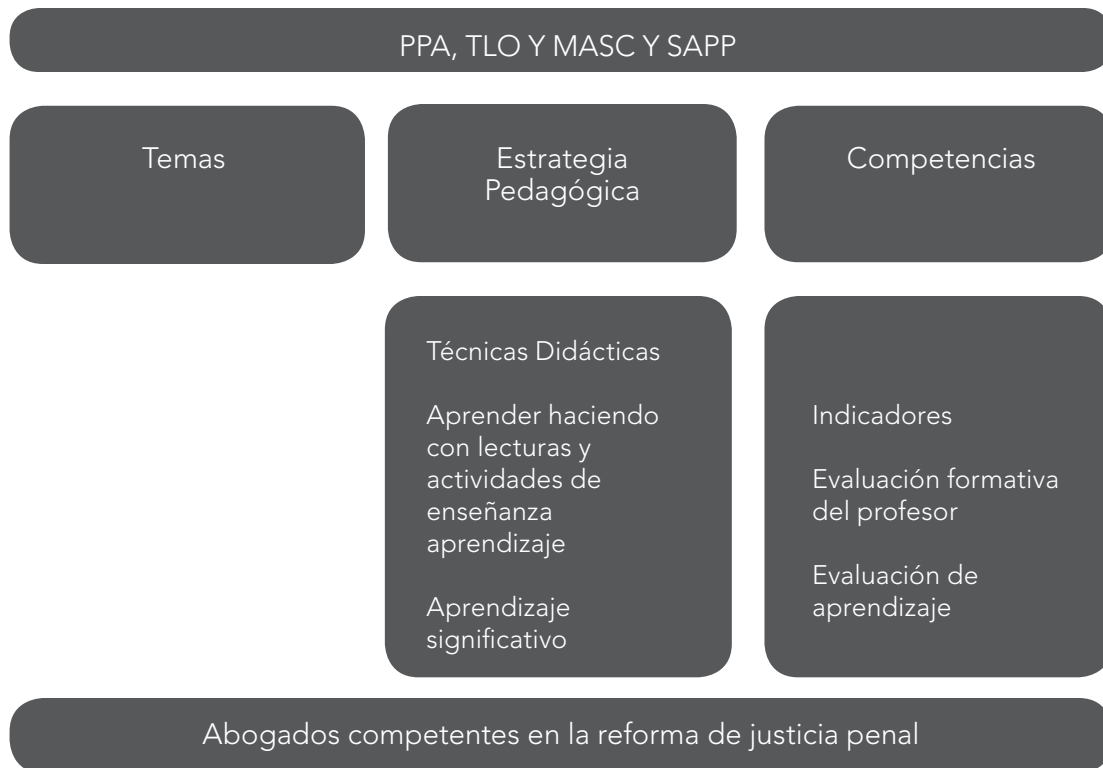 PPA, TLO Y MASC Y SAPP
Temas
Estrategia
Pedagógica
Competencias
Técnicas Didácticas
Aprender haciendo
con lecturas y
actividades de
enseñanza
aprendizaje
Aprendizaje
significativo
Indicadores
Evaluación formativa
del profesor
Evaluación de
aprendizaje
Abogados competentes en la reforma de justicia penal